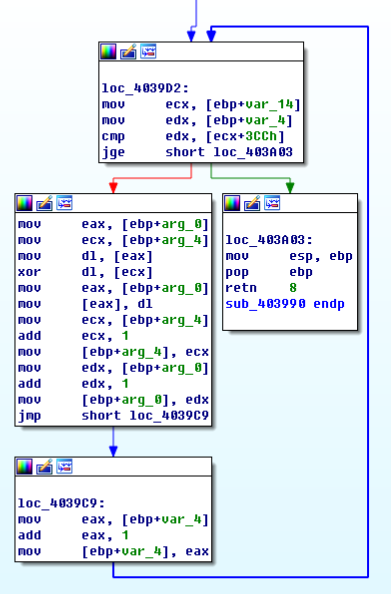 loc_4039D2:
mov     ecx, [ebp+var_14]
mov     edx, [ebp+var_4]
cmp     edx, [ecx+3CCh]
jge     short loc_403A03
mov     eax, [ebp+arg_0]
mov     ecx, [ebp+arg_4]
mov     dl, [eax]
xor     dl, [ecx]
mov     eax, [ebp+arg_0]
mov     [eax], dl
mov     ecx, [ebp+arg_4]
add     ecx, 1
mov     [ebp+arg_4], ecx
mov     edx, [ebp+arg_0]
add     edx, 1
mov     [ebp+arg_0], edx
jmp     short loc_4039C9
loc_403A03:
mov     esp, ebp
pop     ebp
retn    8
sub_403990 endp
loc_4039C9:
mov     eax, [ebp+var_4]
add     eax, 1
mov     [ebp+var_4], eax